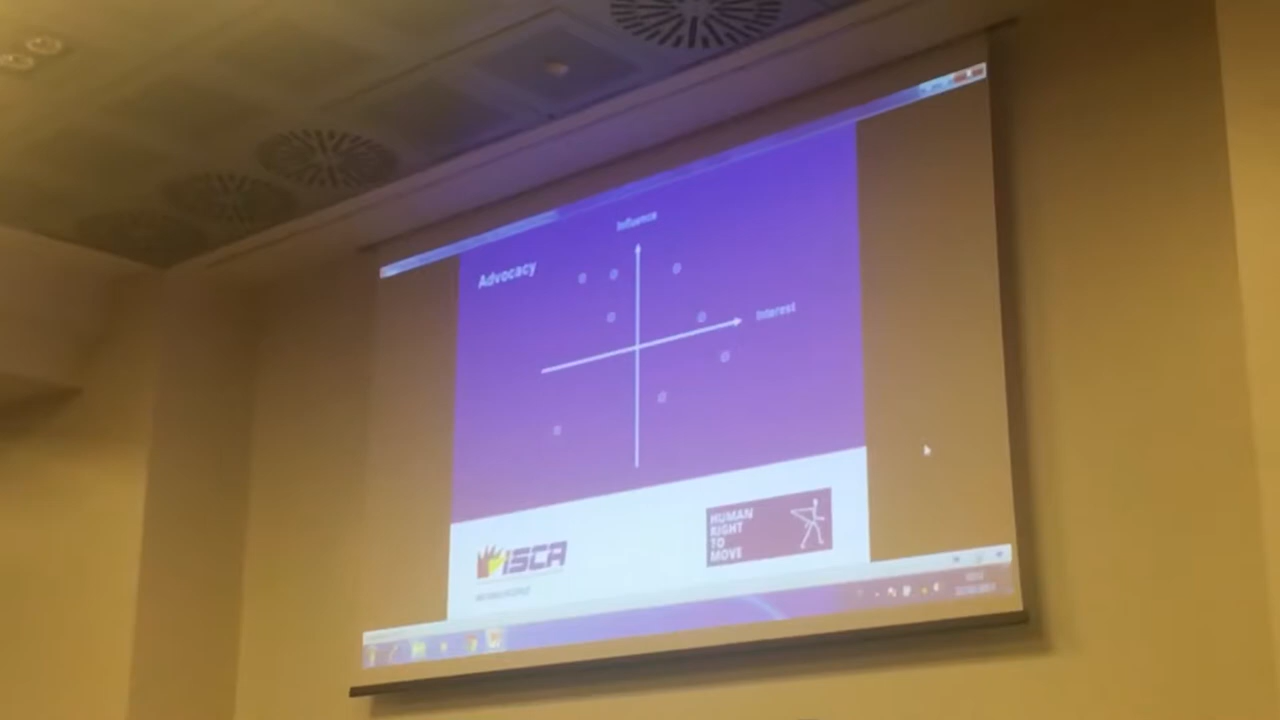 Influence
Advocacy
Interest
ISCA
HUMAN
RIGHT
TO
MOVE